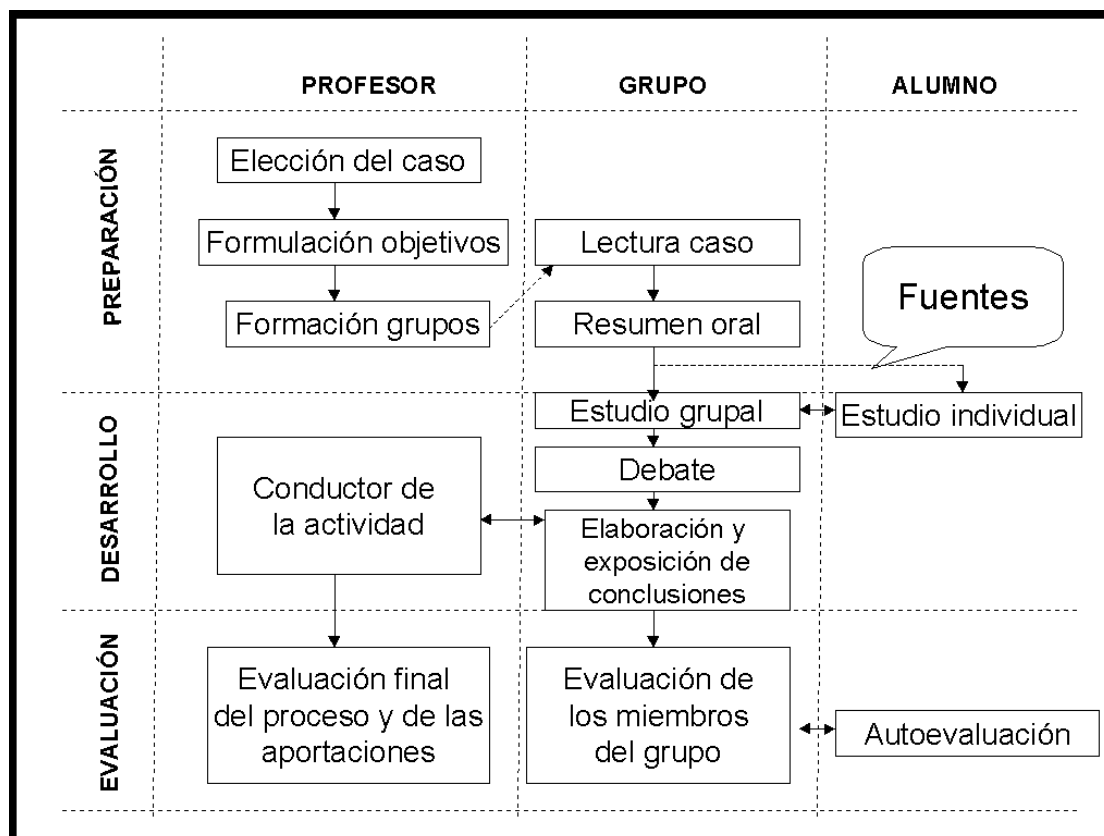 PROFESOR
GRUPO
ALUMNO
PREPARACIÓN
Elección del caso
Formulación objetivos
Lectura caso
Fuentes
Formación grupos
Resumen oral
DESARROLLO
Estudio grupal
Estudio individual
Debate
Conductor de
la actividad
Elaboración y
exposición de
conclusiones
EVALUACIÓN
Evaluación final
del proceso y de las
aportaciones
Evaluación de
los miembros
del grupo
Autoevaluación